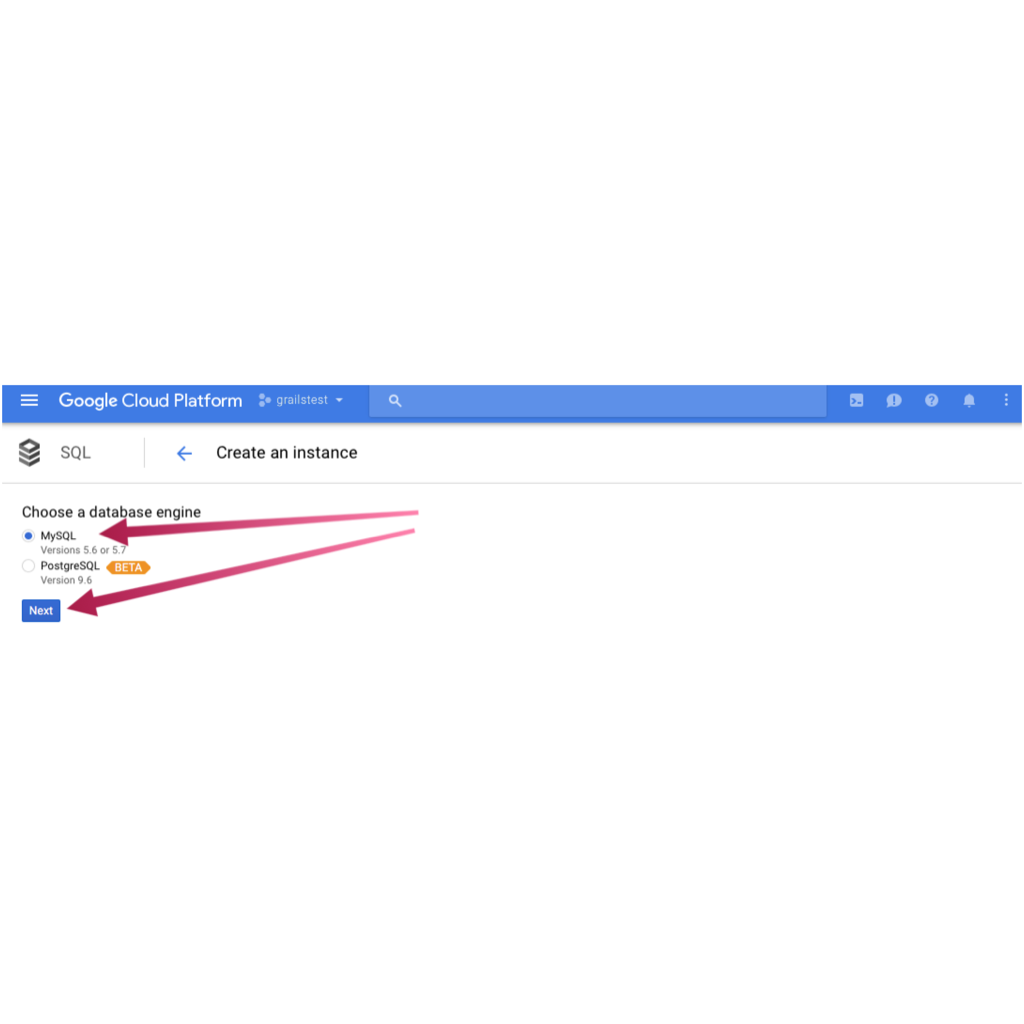 Google Cloud Platform grailstest
SQL Create an instance
Choose a database engine
MySQL
Versions 5.6 or 5.7
PostgreSQL BETA
Version 9.6
Next